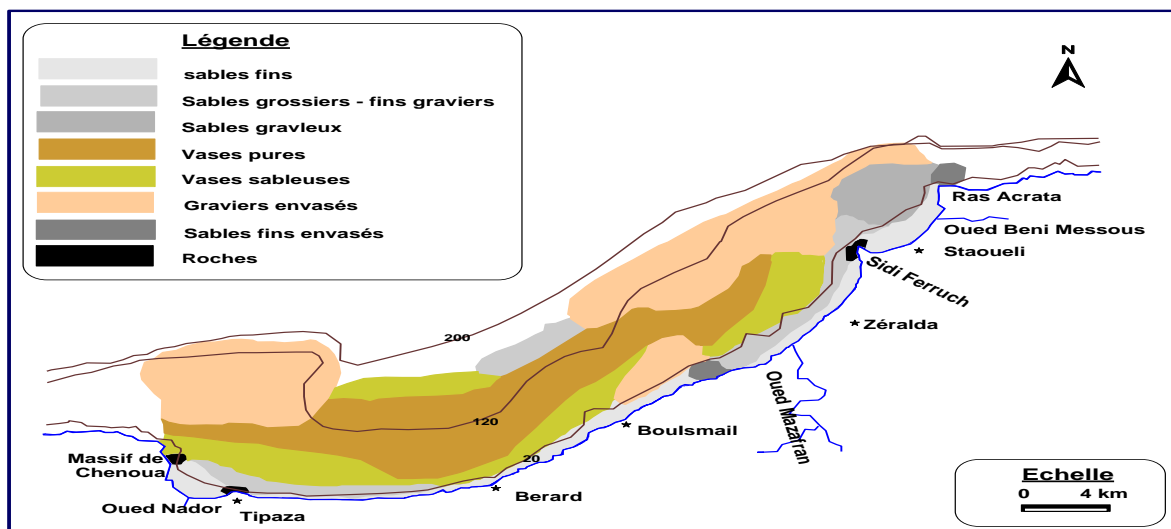 Légende
sables fins
Sables grossiers - fins graviers
Sables gravleux
Vases pures
Vases sableuses
Graviers envasés
Sables fins envasés
Roches
N
Ras Acrata
Oued Beni Messous
Staoueli
Sidi Ferruch
Zéralda
200
Oued Mazafran
120
Boulsmail
20
Massif de
Chenoua
Berard
Oued Nador
Tipaza
Echelle
0 4 km